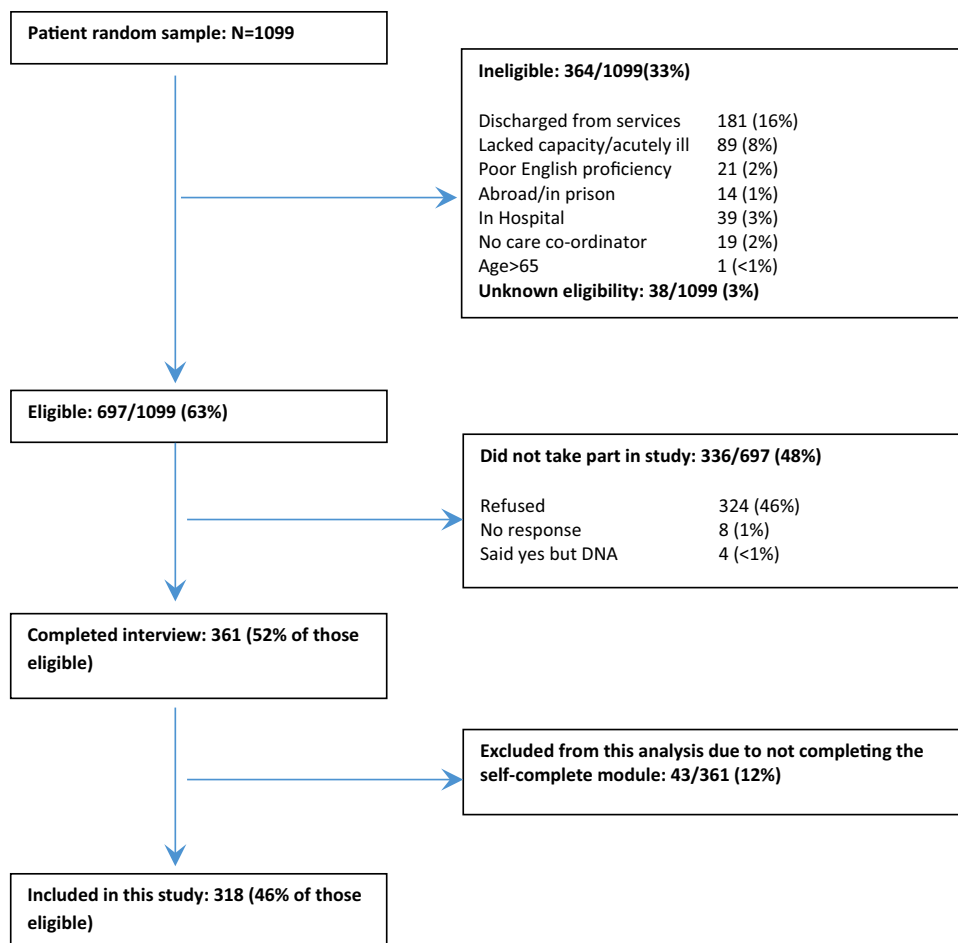 Patient random sample: N=1099
Ineligible: 364/1099(33%)
Discharged from services 181 (16%)
Lacked capacity/acutely ill 89 (8%)
Poor English proficiency 21 (2%)
Abroad/in prison 14 (1%)
In Hospital 39 (3%)
No care co-ordinator 19 (2%)
Age>65 1 (<1%)
Unknown eligibility: 38/1099 (3%)
Eligible: 697/1099 (63%)
Did not take part in study: 336/697 (48%)
Refused 324 (46%)
No response 8 (1%)
Said yes but DNA 4 (<1%)
Completed interview: 361 (52% of those
eligible)
Excluded from this analysis due to not completing the
self-complete module: 43/361 (12%)
Included in this study: 318 (46% of those
eligible)